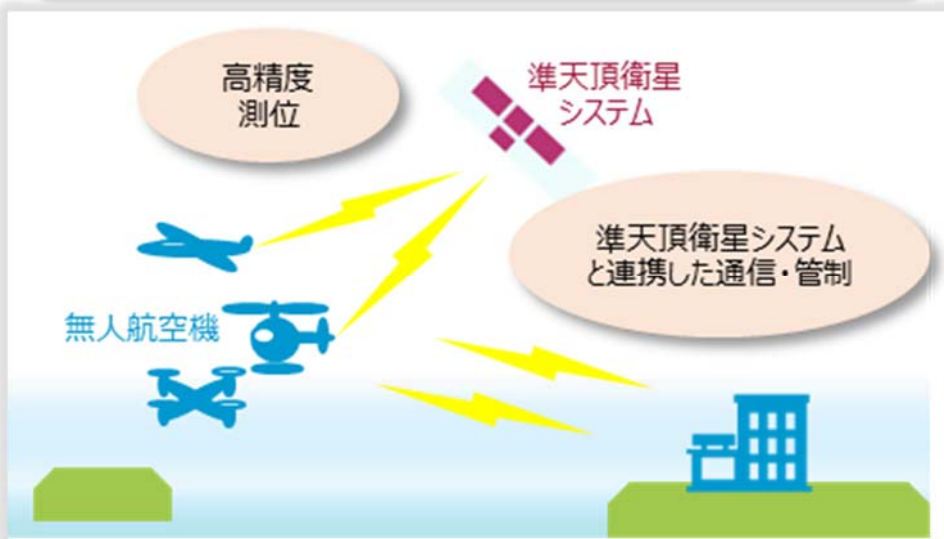 高精度
測位
準天頂衛星
システム
準天頂衛星システム
と連携した通信・管制
無人航空機